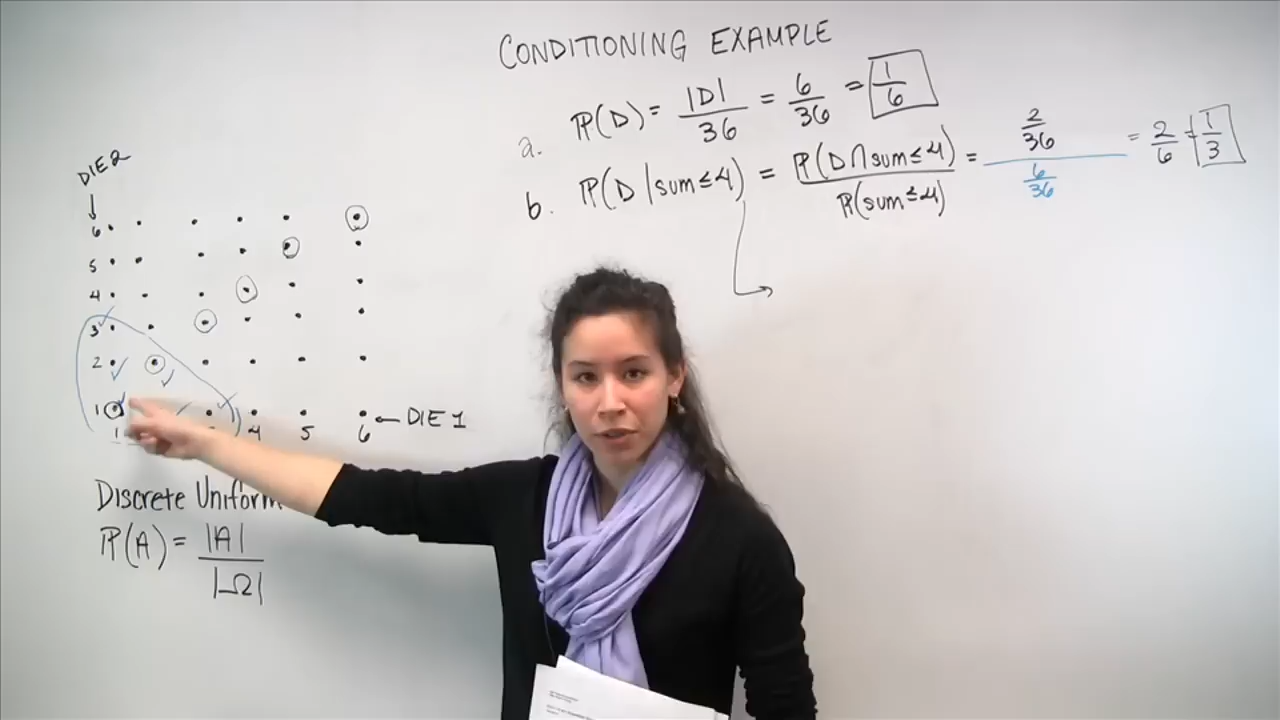 CONDITIONING EXAMPLE
a. P(D) = |D| / 36 = 6/36 = 1/6
b. P(D | sum ≤ 4) = P(D ∩ sum ≤ 4) / P(sum ≤ 4) = 2/36 / 6/36 = 2/6 = 1/3
DIE 2
6
5
4
3
2
1
1 4 5 6 ← DIE 1
Discrete Uniform
P(A) = |A| / |Ω|